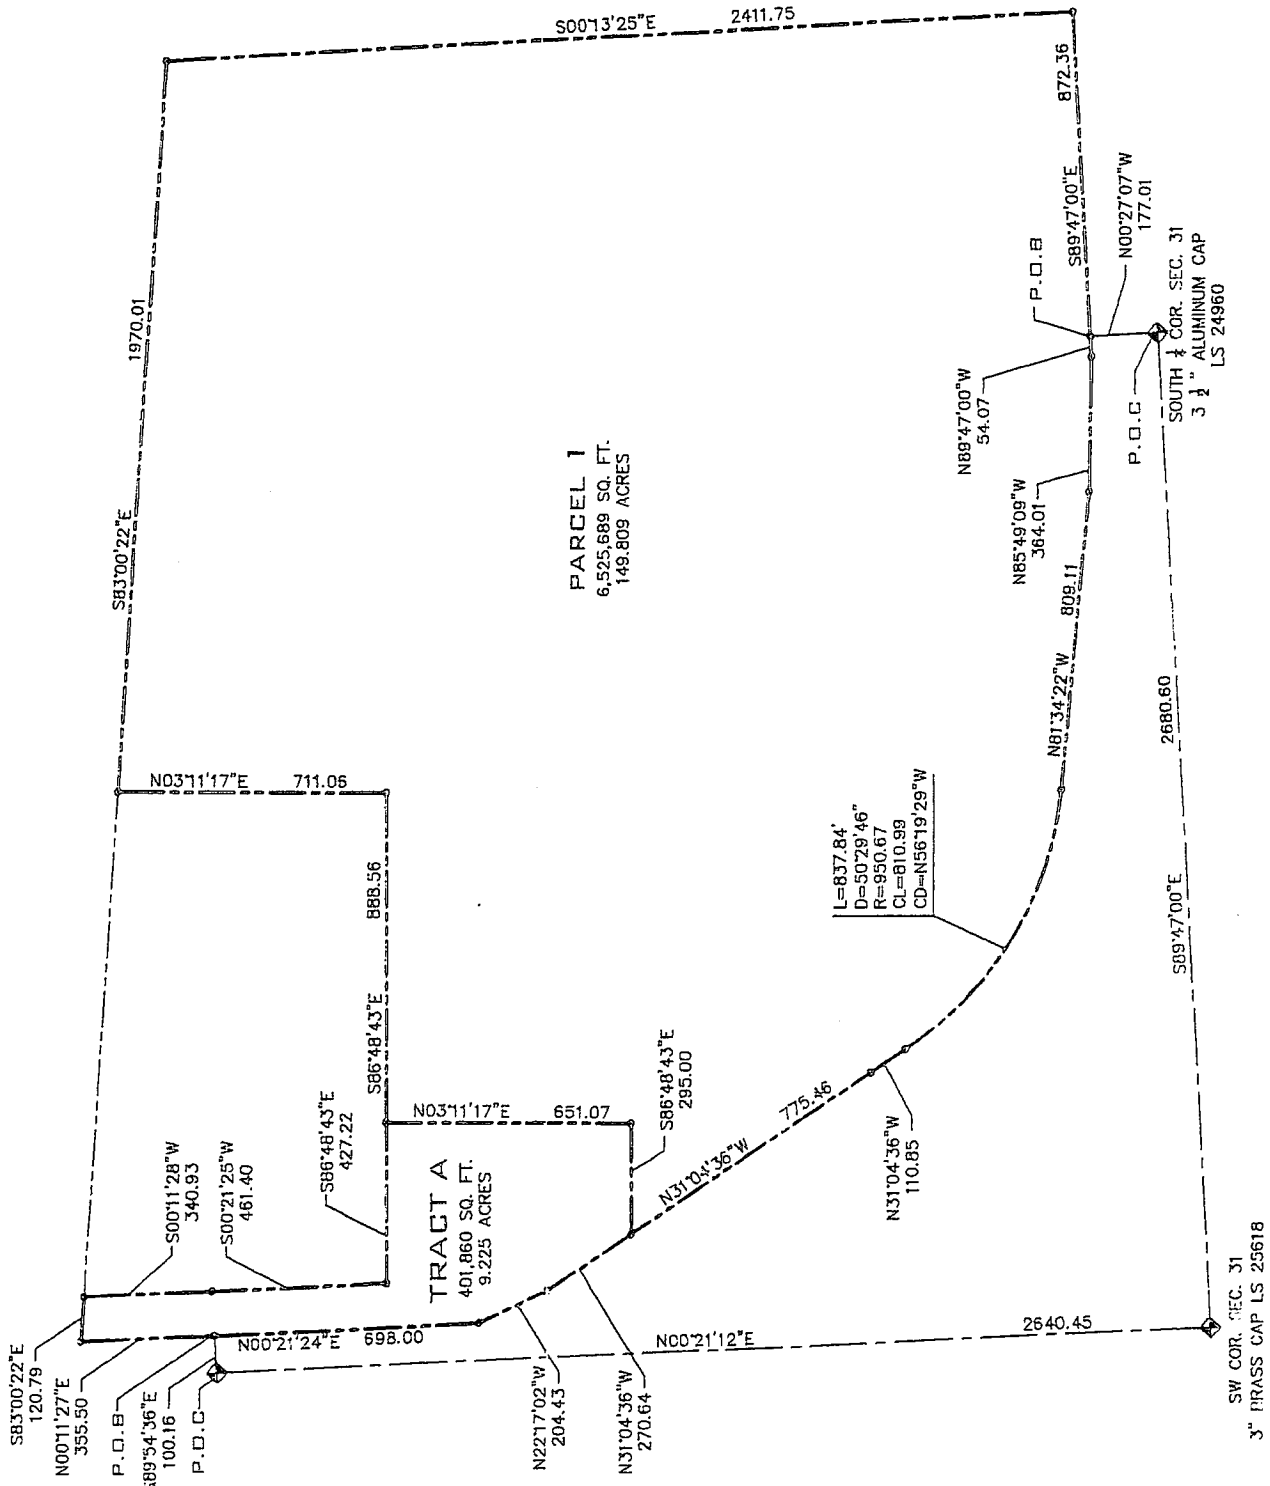 S00°13'25"E 2411.75
872.36
S89°47'00"E
1970.01
S83°00'22"E
N00°27'07"W
177.01
P.O.B
P.O.C
SOUTH ¼ COR. SEC. 31
3 ½" ALUMINUM CAP
LS 24960
N89°47'00"W
54.07
N85°49'09"W
364.01
PARCEL 1
6,525,689 SQ. FT.
149.809 ACRES
N81°34'22"W 809.11
2680.60
S89°47'00"E
N03°11'17"E 711.06
888.56
S86°48'43"E
L=837.84'
D=50°29'46"
R=950.67
CL=810.99
CD=N56°19'29"W
S86°48'43"E
427.22
N03°11'17"E 651.07
S86°48'43"E
295.00
775.46
N31°04'36"W
N31°04'36"W
110.85
S00°11'28"W
340.93
S00°21'25"W
461.40
TRACT A
401,860 SQ. FT.
9.225 ACRES
N00°21'24"E 698.00
N00°21'12"E 2640.45
S83°00'22"E
120.79
N00°11'27"E
355.50
P.O.B
S89°54'36"E
100.16
P.O.C
N22°17'02"W
204.43
N31°04'36"W
270.64
SW COR. SEC. 31
3" BRASS CAP LS 25618